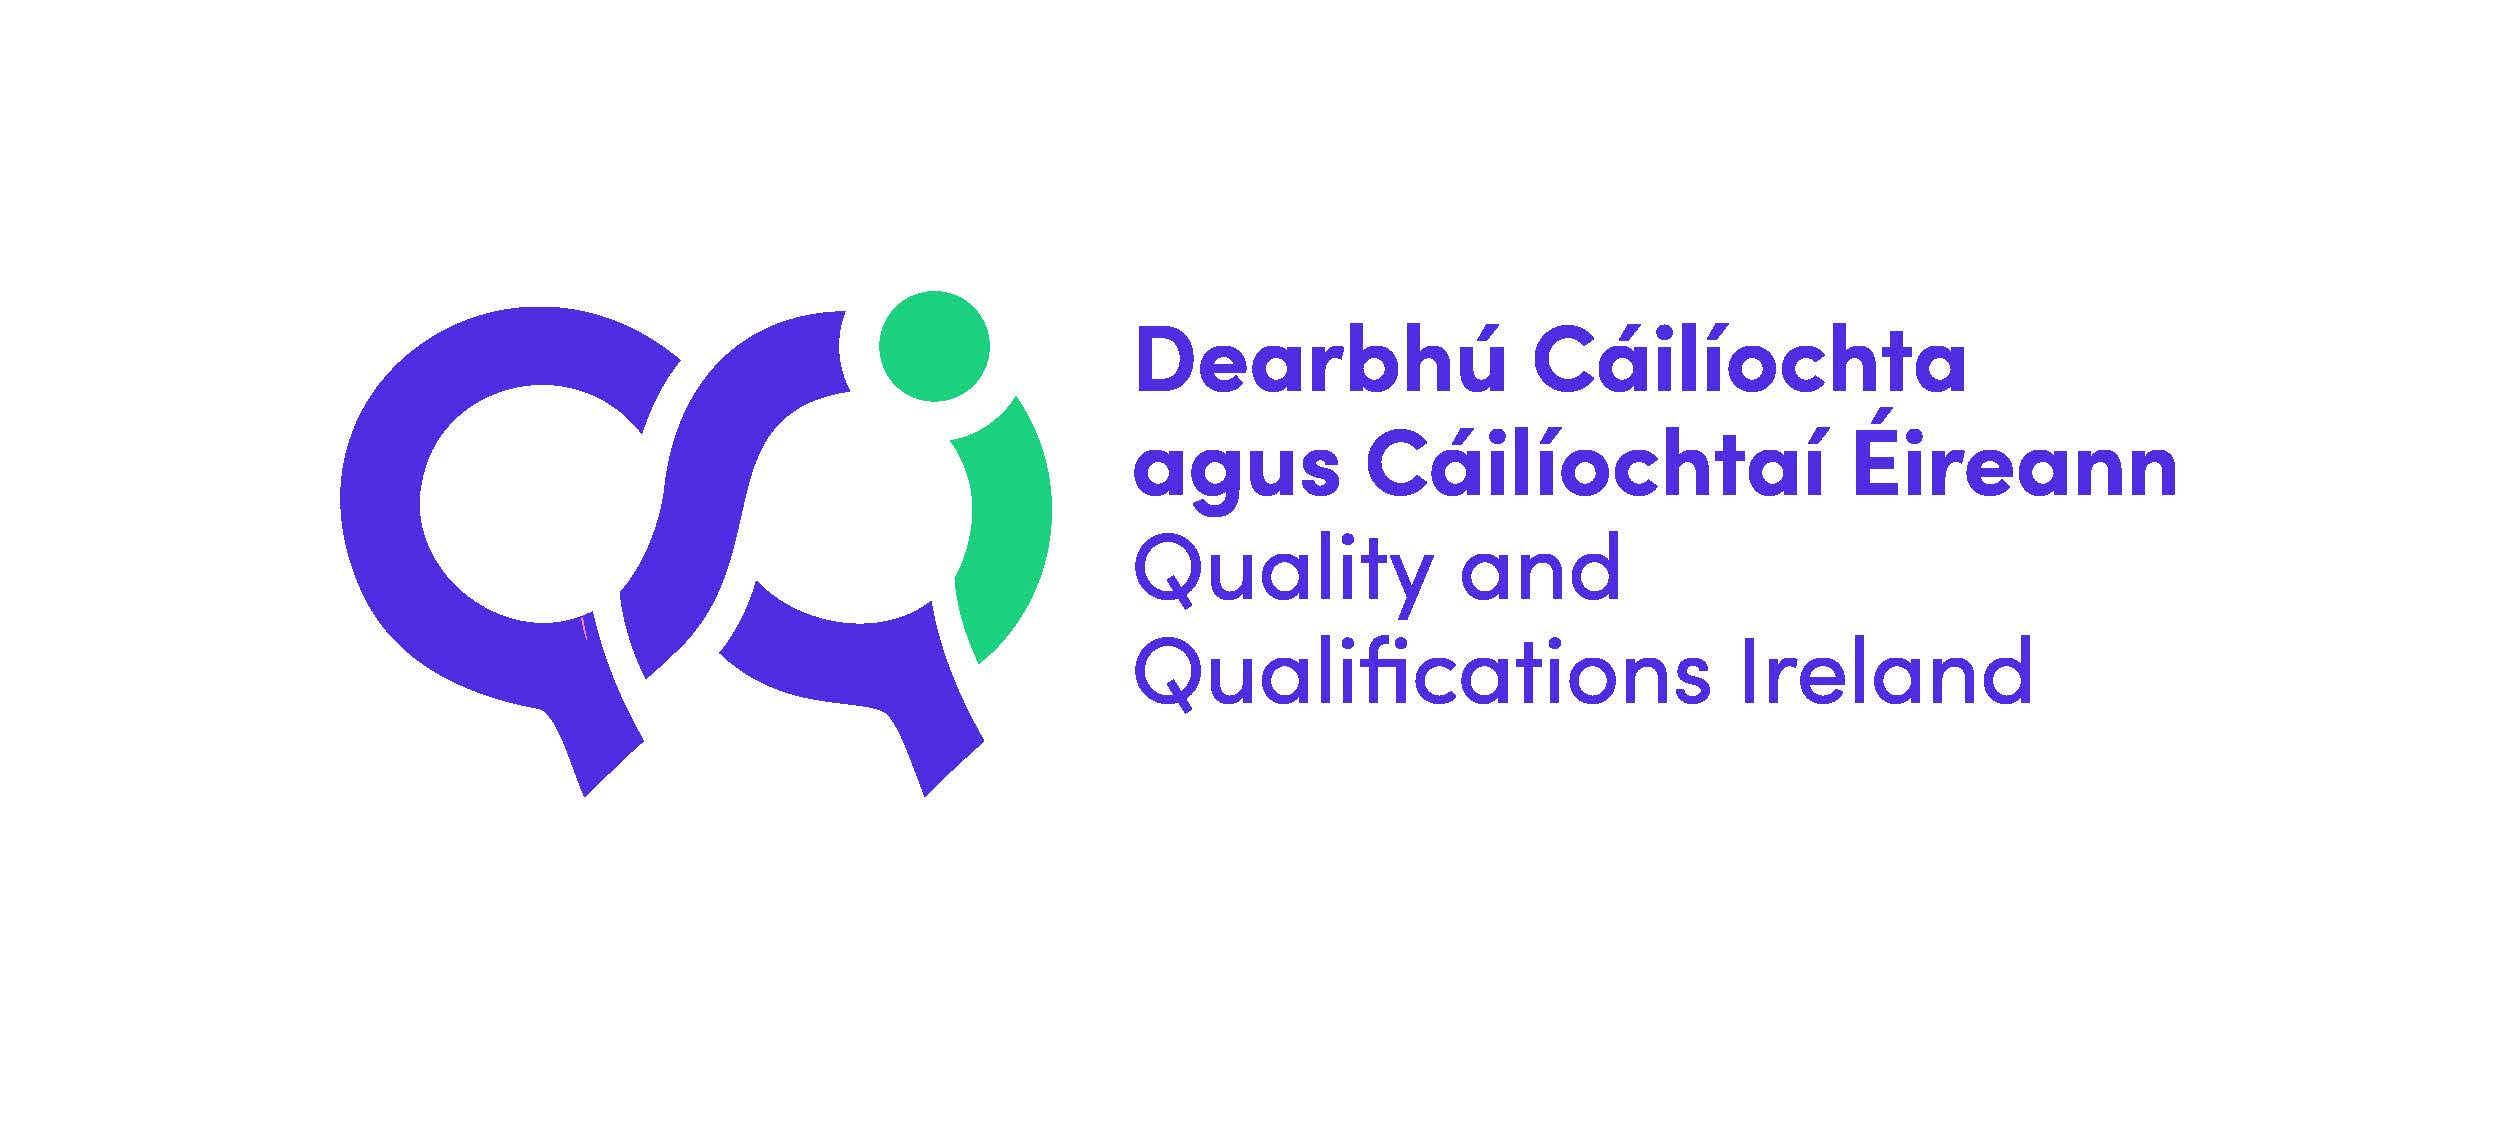 Dearbhú Cáilíochta
agus Cáilíochtaí Éireann
Quality and
Qualifications Ireland